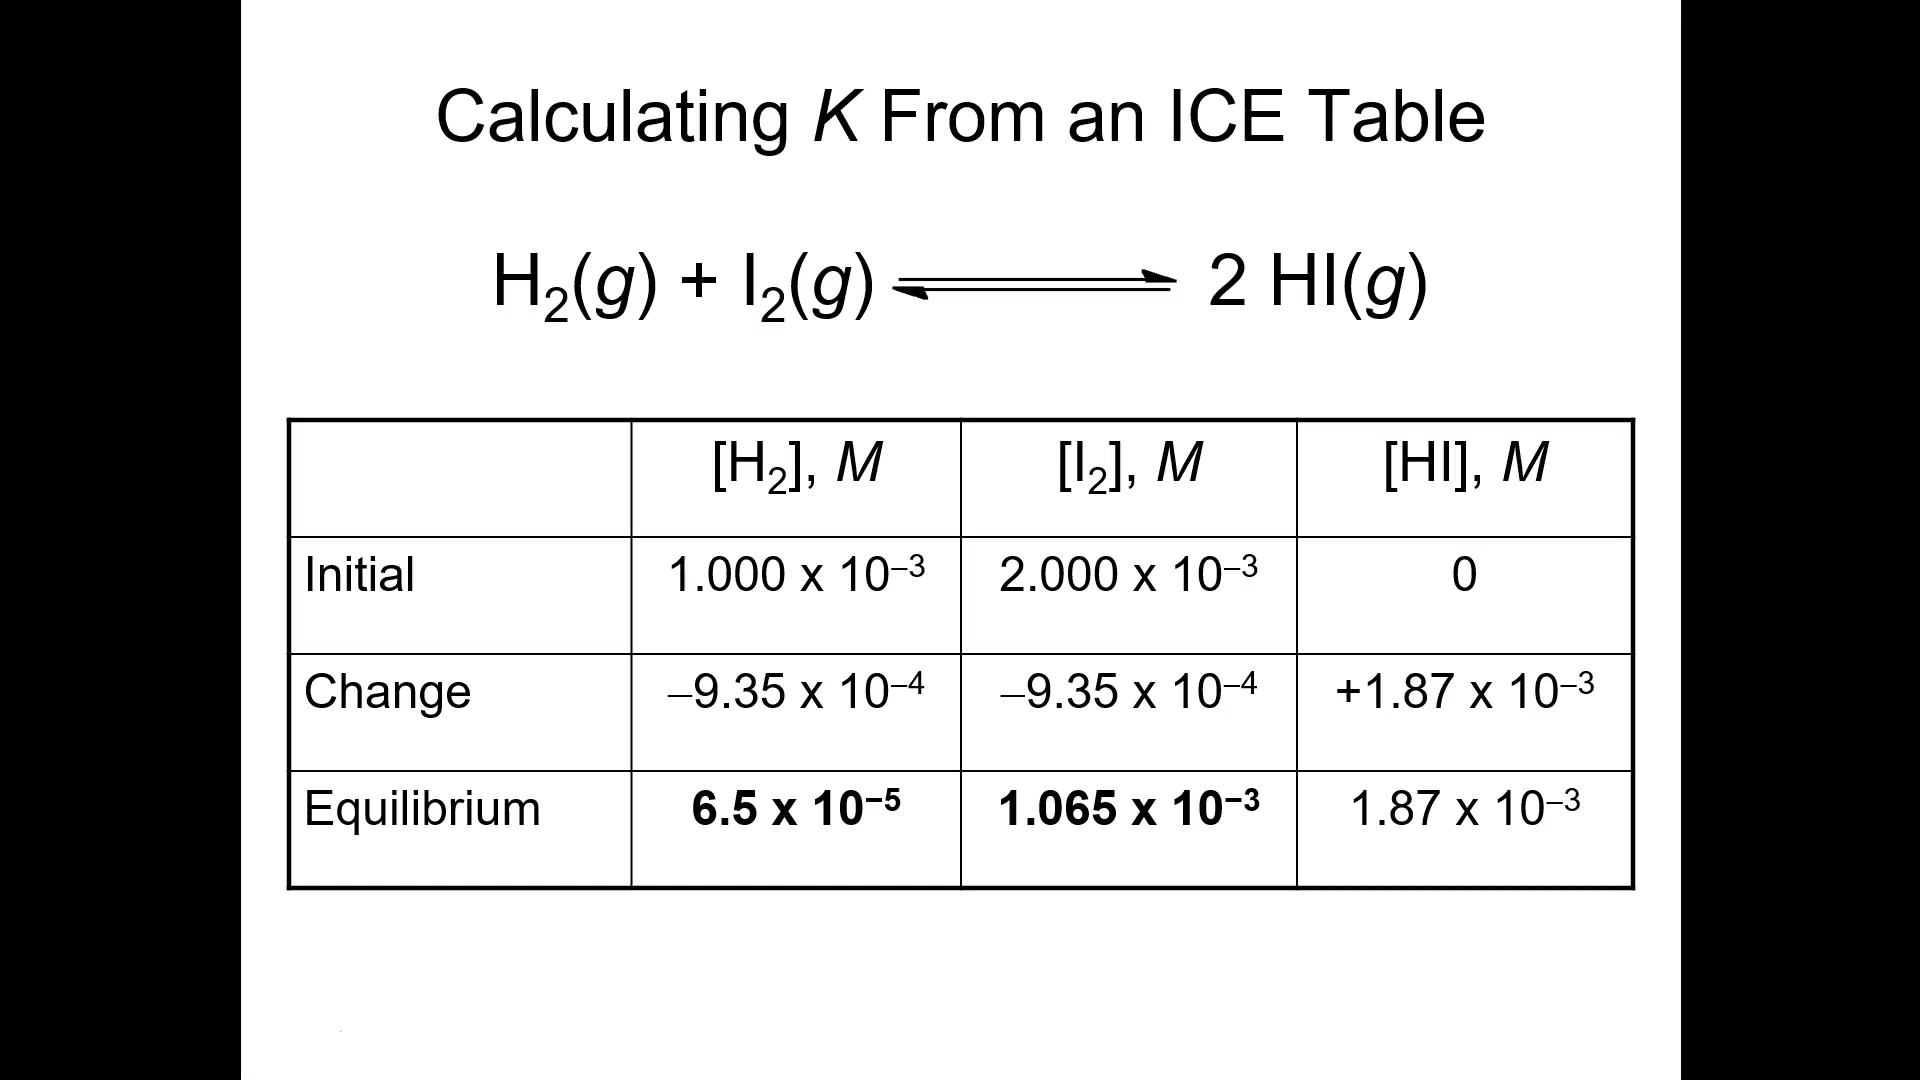 Calculating K From an ICE Table
H₂(g) + I₂(g) ⇌ 2 HI(g)
[H₂], M [I₂], M [HI], M
Initial 1.000 x 10⁻³ 2.000 x 10⁻³ 0
Change –9.35 x 10⁻⁴ –9.35 x 10⁻⁴ +1.87 x 10⁻³
Equilibrium 6.5 x 10⁻⁵ 1.065 x 10⁻³ 1.87 x 10⁻³